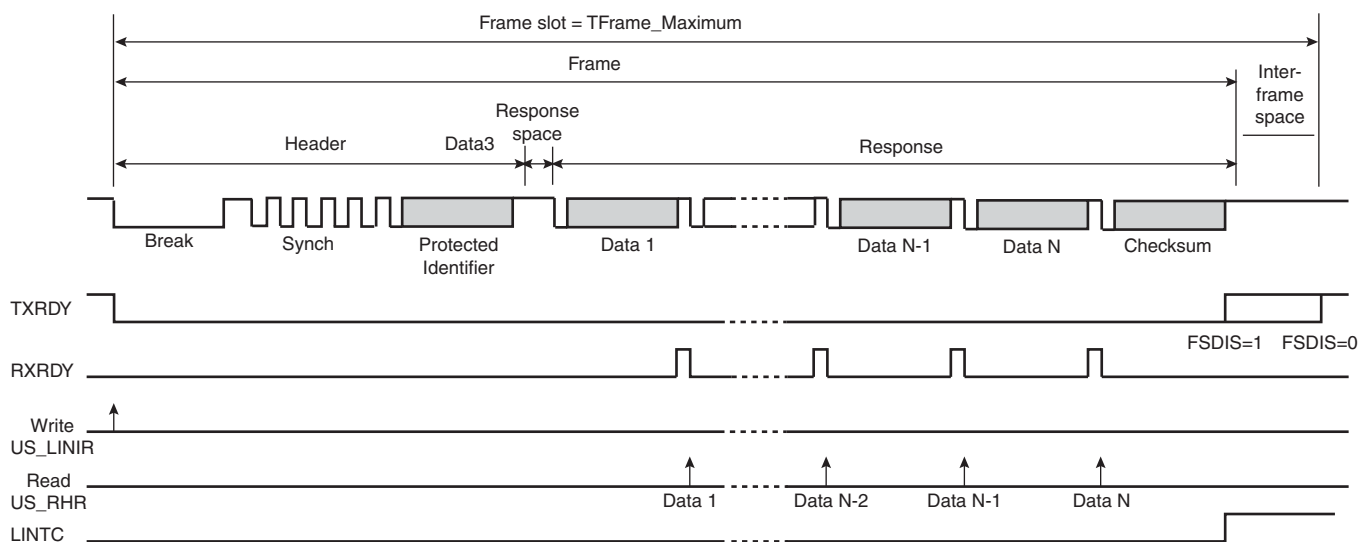 Frame slot = TFrame_Maximum
Frame
Inter-
frame
space
Response
space
Header
Data3
Response
Break
Synch
Protected
Identifier
Data 1
Data N-1
Data N
Checksum
TXRDY
FSDIS=1
FSDIS=0
RXRDY
Write
US_LINIR
Read
US_RHR
Data 1
Data N-2
Data N-1
Data N
LINTC